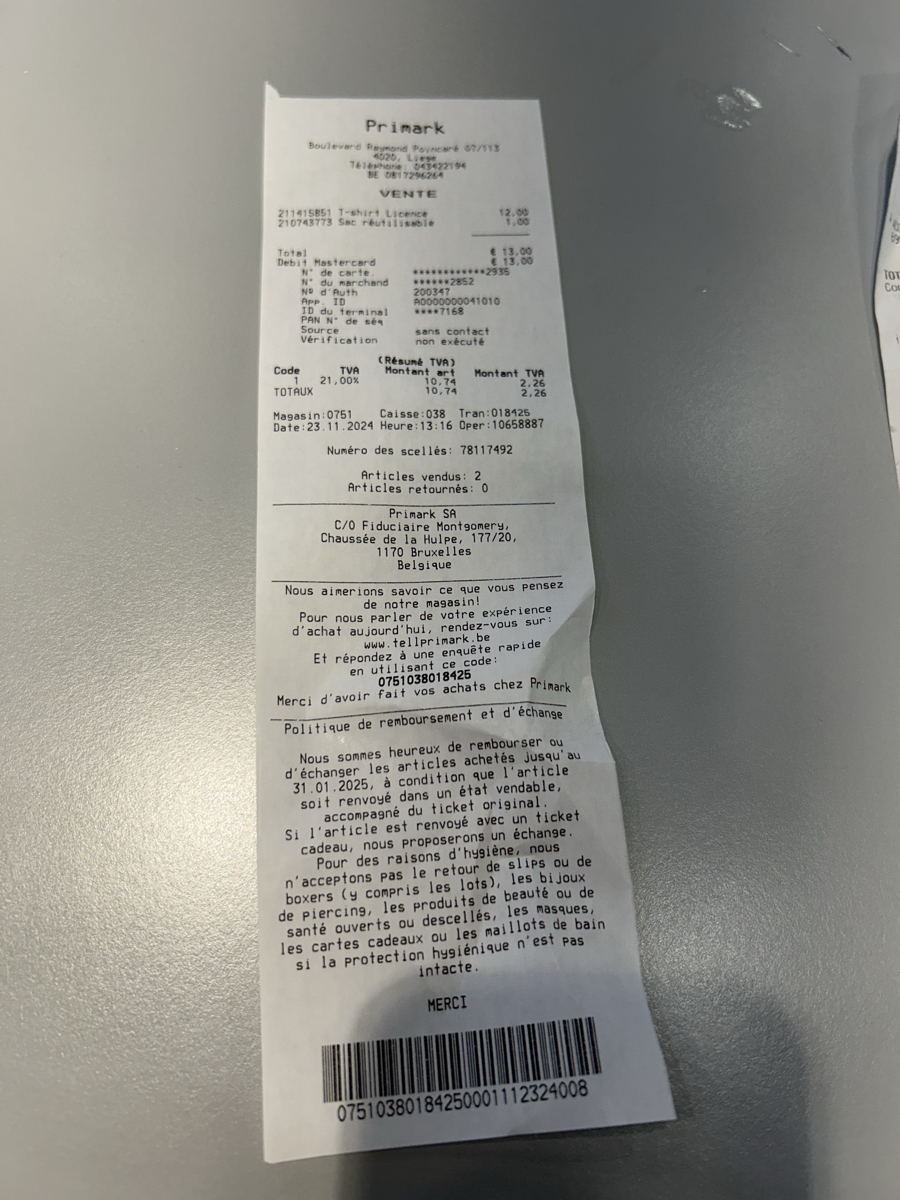 Primark
Boulevard Raymond Poincaré 07/113
4020, Liege
Téléphone: 043422194
BE 0817296264
VENTE
211415851 T-shirt Licence 12,00
210743773 Sac réutilisable 1,00
Total € 13,00
Debit Mastercard € 13,00
N° de carte. ************2935
N° du marchand ******2852
Nº d'Auth 200347
App. ID A0000000041010
ID du terminal ****7168
PAN N° de séq
Source sans contact
Vérification non exécuté
(Résumé TVA)
Code TVA Montant art Montant TVA
1 21,00% 10,74 2,26
TOTAUX 10,74 2,26
Magasin:0751 Caisse:038 Tran:018425
Date:23.11.2024 Heure:13:16 Oper:10658887
Numéro des scellés: 78117492
Articles vendus: 2
Articles retournés: 0
Primark SA
C/O Fiduciaire Montgomery,
Chaussée de la Hulpe, 177/20,
1170 Bruxelles
Belgique
Nous aimerions savoir ce que vous pensez
de notre magasin!
Pour nous parler de votre expérience
d'achat aujourd'hui, rendez-vous sur:
www.tellprimark.be
Et répondez à une enquête rapide
en utilisant ce code:
0751038018425
Merci d'avoir fait vos achats chez Primark
Politique de remboursement et d'échange
Nous sommes heureux de rembourser ou
d'échanger les articles achetés jusqu'au
31.01.2025, à condition que l'article
soit renvoyé dans un état vendable,
accompagné du ticket original.
Si l'article est renvoyé avec un ticket
cadeau, nous proposerons un échange.
Pour des raisons d'hygiène, nous
n'acceptons pas le retour de slips ou de
boxers (y compris les lots), les bijoux
de piercing, les produits de beauté ou de
santé ouverts ou descellés, les masques,
les cartes cadeaux ou les maillots de bain
si la protection hygiénique n'est pas
intacte.
MERCI
07510380184250001112324008